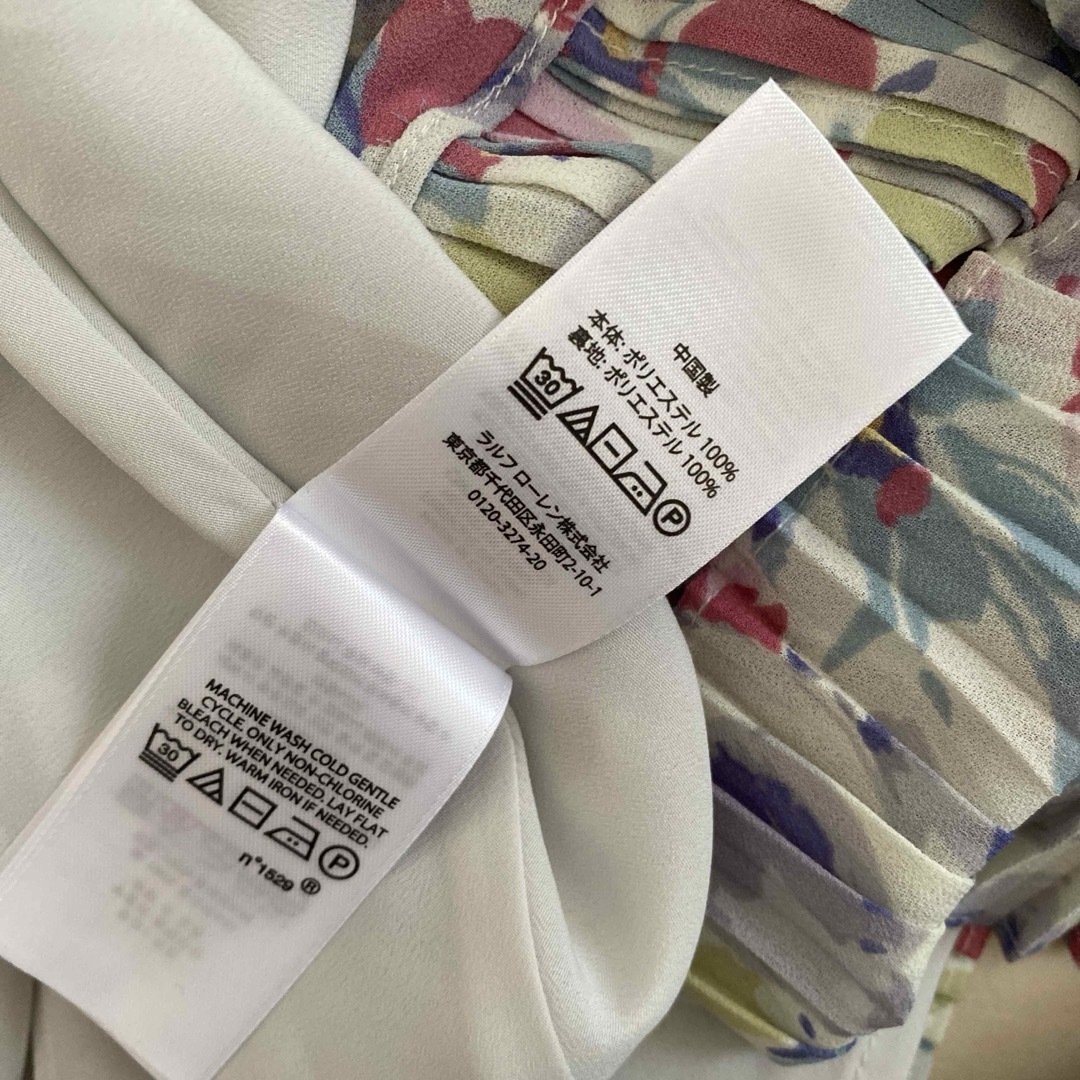 中国製
本体: ポリエステル 100%
裏地: ポリエステル 100%
30
P
ラルフ ローレン株式会社
東京都千代田区永田町2-10-1
0120-3274-20
MACHINE WASH COLD GENTLE
CYCLE. ONLY NON-CHLORINE
BLEACH WHEN NEEDED. LAY FLAT
TO DRY. WARM IRON IF NEEDED.
30
P
n°1529 ®